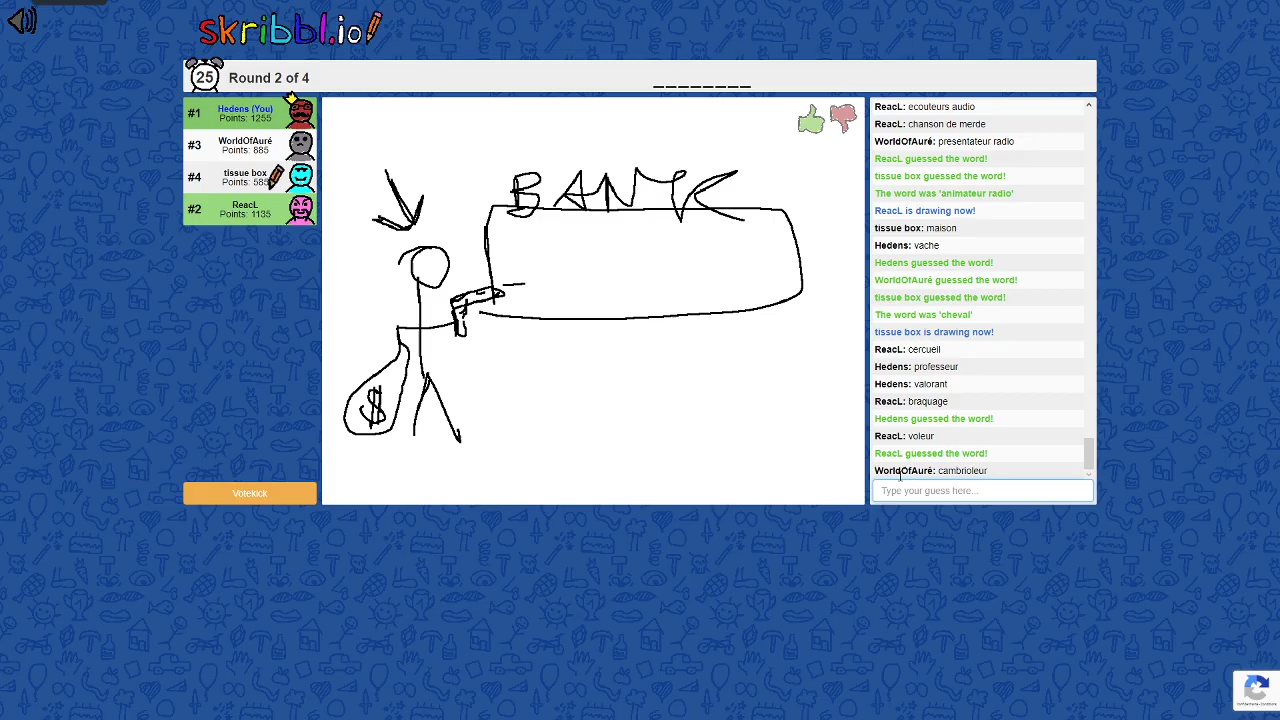 skribbl.io
25
Round 2 of 4
________
#1
Hedens (You)
Points: 1255
#3
WorldOfAuré
Points: 885
#4
tissue box
Points: 585
#2
ReacL
Points: 1135
Votekick
BANK
$
ReacL: ecouteurs audio
ReacL: chanson de merde
WorldOfAuré: presentateur radio
ReacL guessed the word!
tissue box guessed the word!
The word was 'animateur radio'
ReacL is drawing now!
tissue box: maison
Hedens: vache
Hedens guessed the word!
WorldOfAuré guessed the word!
tissue box guessed the word!
The word was 'cheval'
tissue box is drawing now!
ReacL: cercueil
Hedens: professeur
Hedens: valorant
ReacL: braquage
Hedens guessed the word!
ReacL: voleur
ReacL guessed the word!
WorldOfAuré: cambrioleur
Type your guess here...